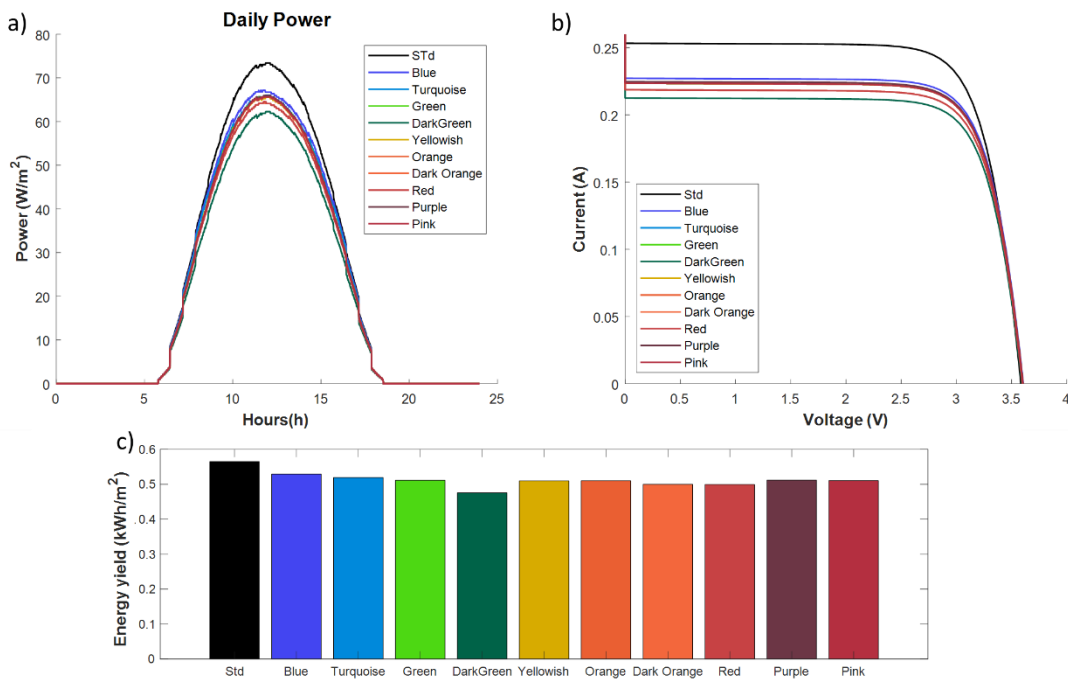 a)
Daily Power
80
70
60
50
40
30
20
10
0
Power (W/m²)
0 5 10 15 20 25
Hours(h)
STd
Blue
Turquoise
Green
DarkGreen
Yellowish
Orange
Dark Orange
Red
Purple
Pink
b)
0.25
0.2
0.15
0.1
0.05
0
Current (A)
0 0.5 1 1.5 2 2.5 3 3.5 4
Voltage (V)
Std
Blue
Turquoise
Green
DarkGreen
Yellowish
Orange
Dark Orange
Red
Purple
Pink
c)
0.6
0.5
0.4
0.3
0.2
0.1
0
Energy yield (kWh/m²)
Std Blue Turquoise Green DarkGreen Yellowish Orange Dark Orange Red Purple Pink